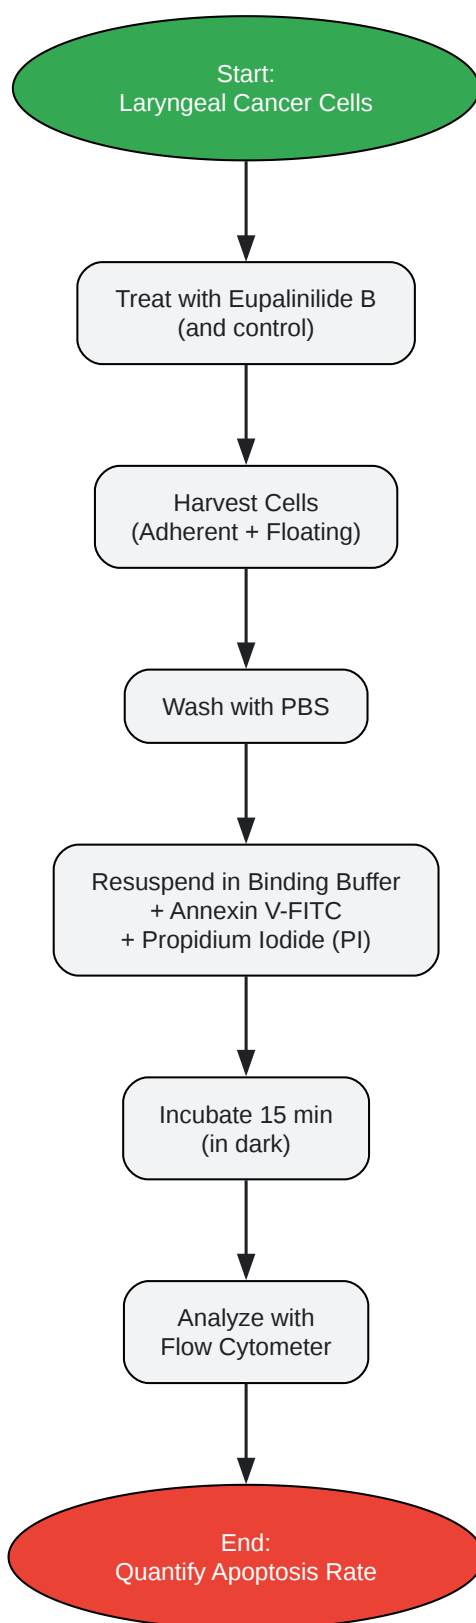 Start:
Laryngeal Cancer Cells
Treat with Eupalinilide B
(and control)
Harvest Cells
(Adherent + Floating)
Wash with PBS
Resuspend in Binding Buffer
+ Annexin V-FITC
+ Propidium Iodide (PI)
Incubate 15 min
(in dark)
Analyze with
Flow Cytometer
End:
Quantify Apoptosis Rate